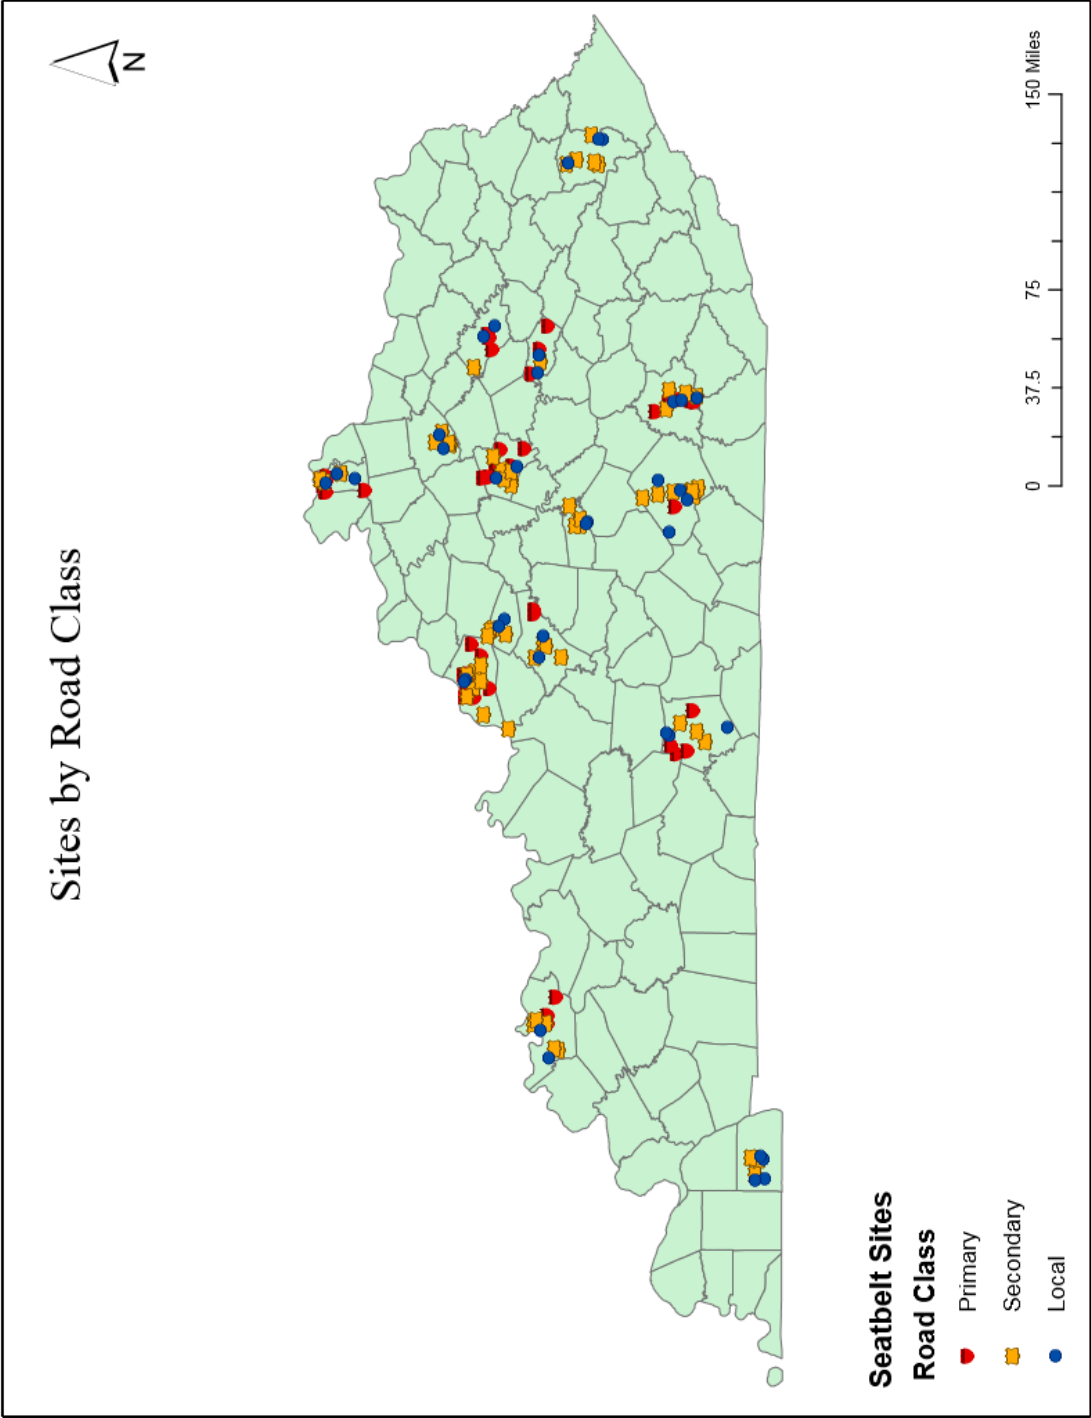 Sites by Road Class
N
Seatbelt Sites
Road Class
Primary
Secondary
Local
0 37.5 75 150 Miles